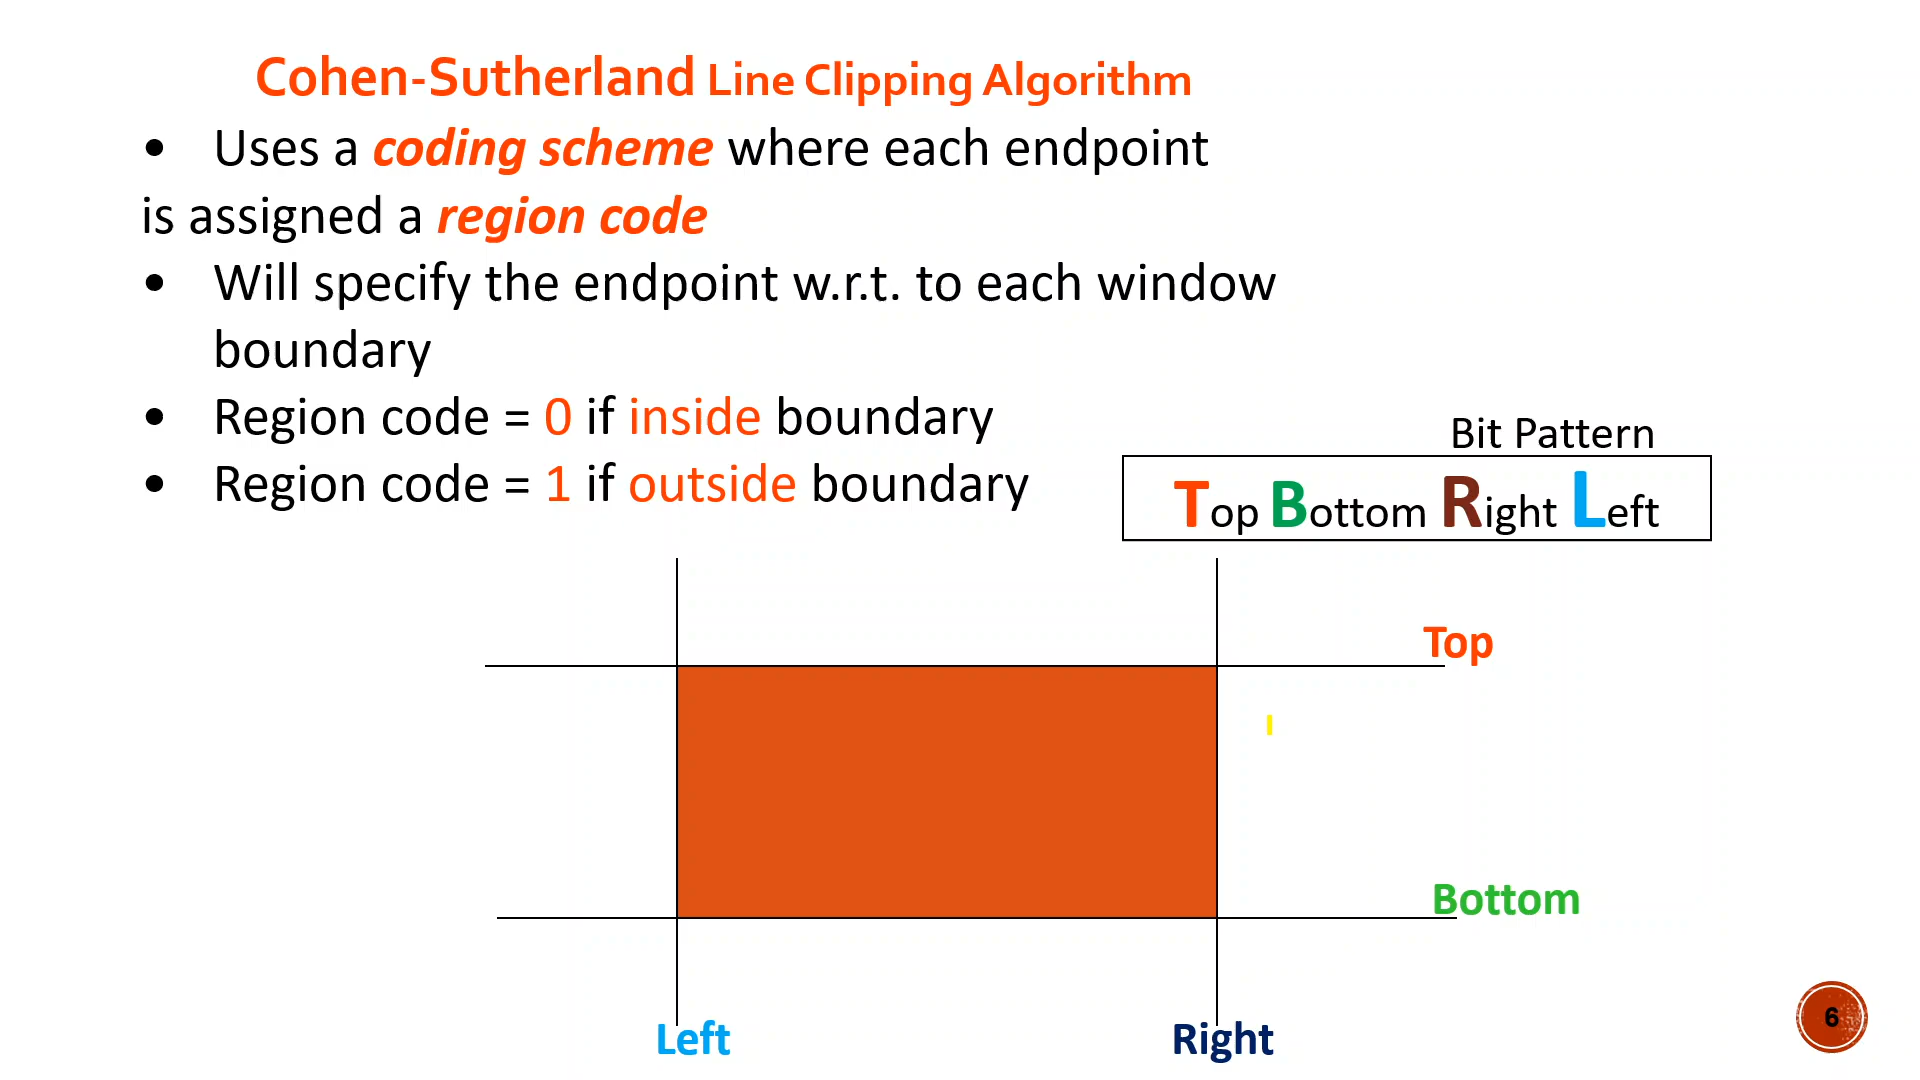 Cohen-Sutherland Line Clipping Algorithm
• Uses a coding scheme where each endpoint
is assigned a region code
• Will specify the endpoint w.r.t. to each window
boundary
• Region code = 0 if inside boundary
• Region code = 1 if outside boundary
Bit Pattern
Top Bottom Right Left
Top
Bottom
Left
Right
6